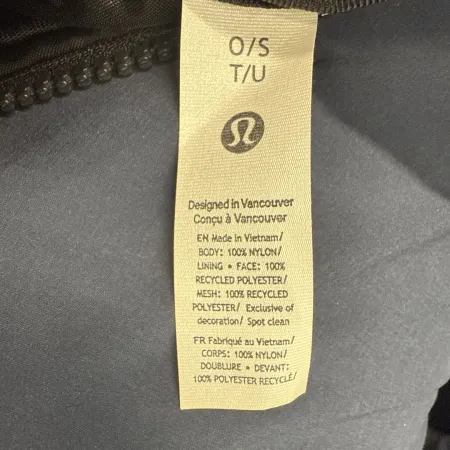 O/S
T/U
Designed in Vancouver
Conçu à Vancouver
EN Made in Vietnam/
BODY: 100% NYLON/
LINING • FACE: 100%
RECYCLED POLYESTER/
MESH: 100% RECYCLED
POLYESTER/ Exclusive of
decoration/ Spot clean
FR Fabriqué au Vietnam/
CORPS: 100% NYLON/
DOUBLURE • DEVANT:
100% POLYESTER RECYCLÉ/